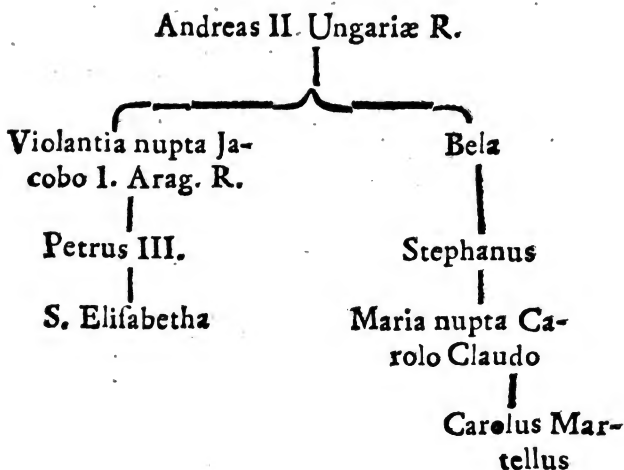 Andreas II. Ungariæ R.
Violantia nupta Ja-
cobo I. Arag. R.
Bela
Petrus III.
Stephanus
S. Elisabetha
Maria nupta Ca-
rolo Claudo
Carolus Mar-
tellus